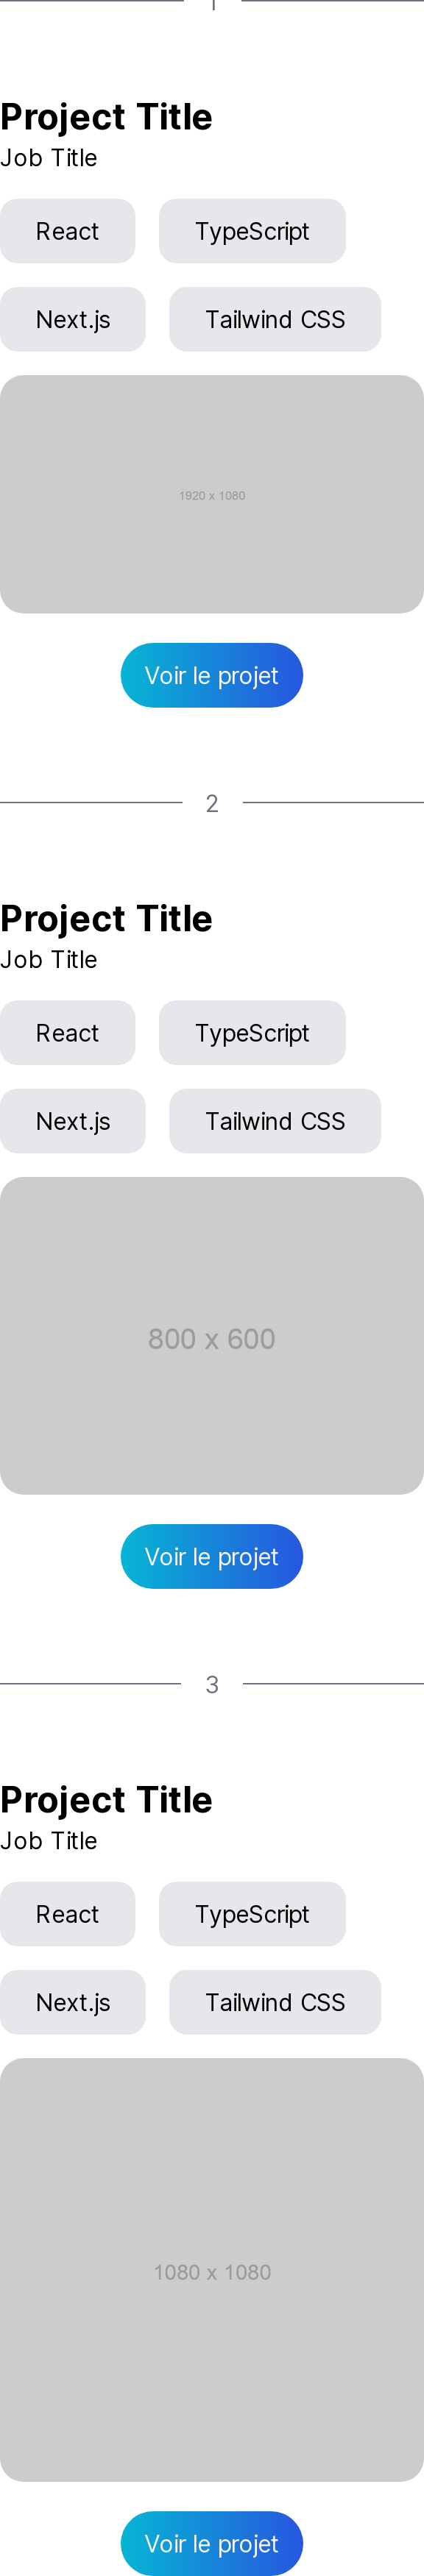 1
Project Title
Job Title
React
TypeScript
Next.js
Tailwind CSS
1920 x 1080
Voir le projet
2
Project Title
Job Title
React
TypeScript
Next.js
Tailwind CSS
800 x 600
Voir le projet
3
Project Title
Job Title
React
TypeScript
Next.js
Tailwind CSS
1080 x 1080
Voir le projet